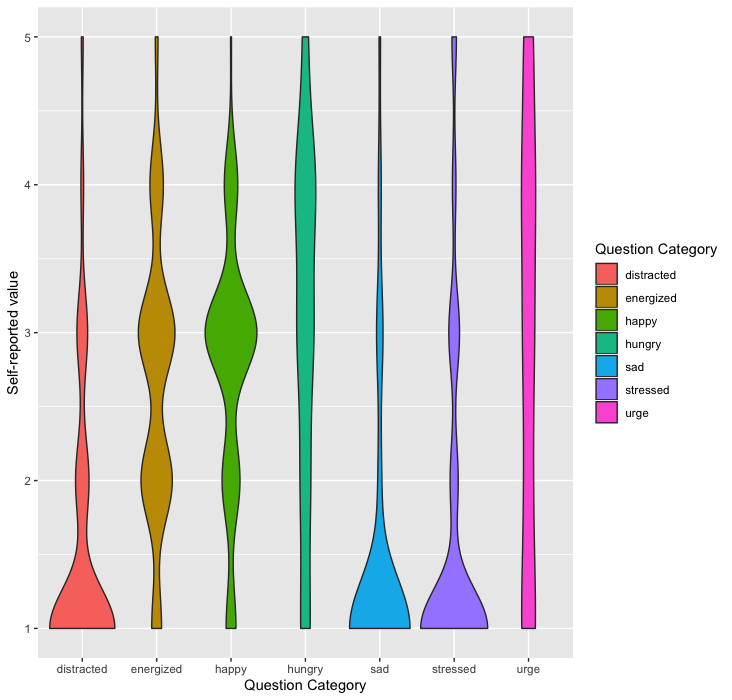 5
4
3
2
1
Self-reported value
distracted energized happy hungry sad stressed urge
Question Category
Question Category
distracted
energized
happy
hungry
sad
stressed
urge